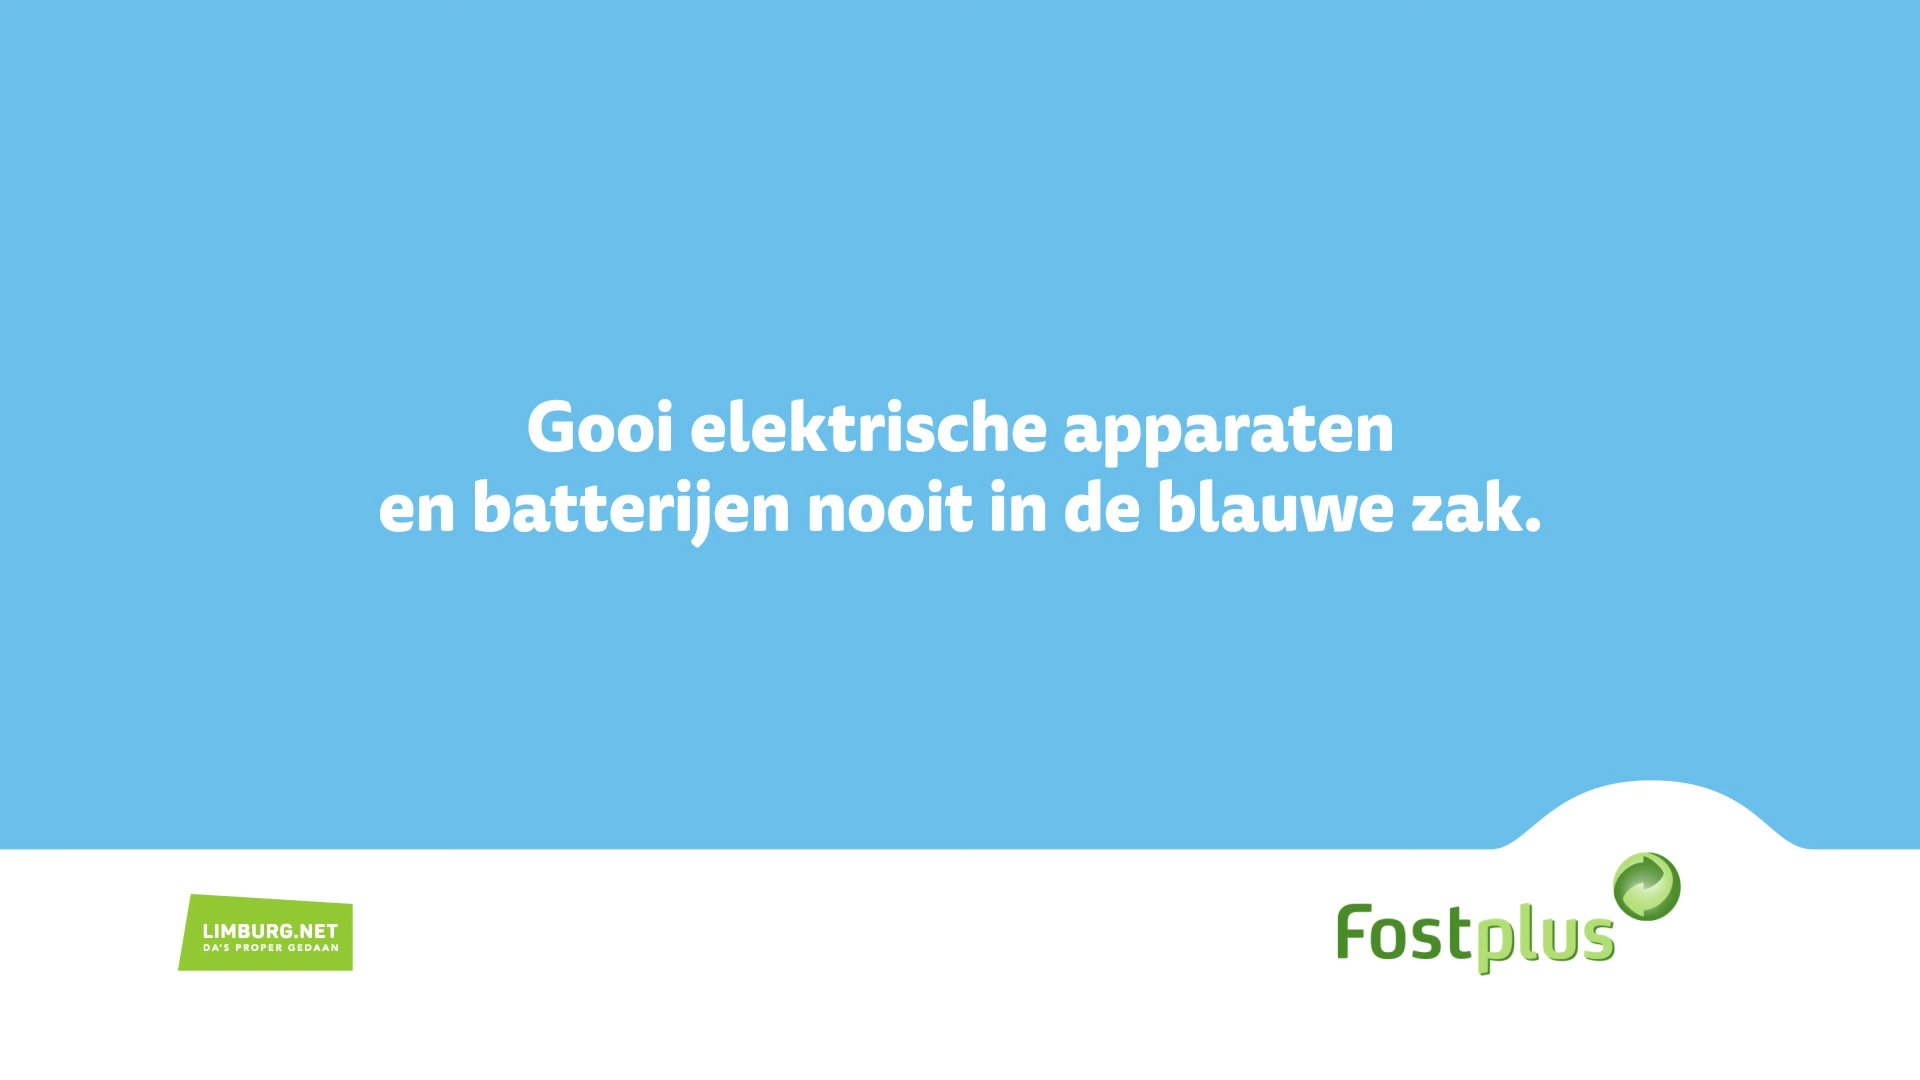 Gooi elektrische apparaten
en batterijen nooit in de blauwe zak.
LIMBURG.NET
DA'S PROPER GEDAAN
Fostplus